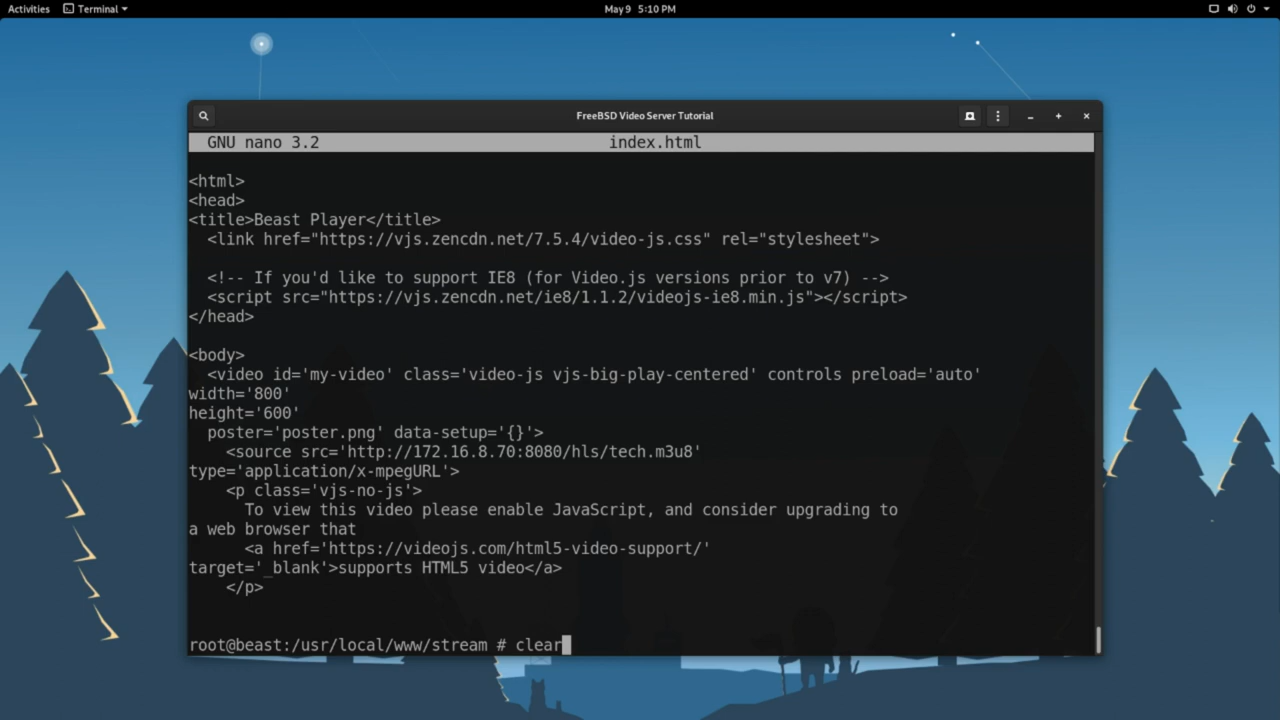 Activities Terminal May 9 5:10 PM
FreeBSD Video Server Tutorial
GNU nano 3.2 index.html
<html>
<head>
<title>Beast Player</title>
<link href="https://vjs.zencdn.net/7.5.4/video-js.css" rel="stylesheet">
<!-- If you'd like to support IE8 (for Video.js versions prior to v7) -->
<script src="https://vjs.zencdn.net/ie8/1.1.2/videojs-ie8.min.js"></script>
</head>
<body>
<video id='my-video' class='video-js vjs-big-play-centered' controls preload='auto'
width='800'
height='600'
poster='poster.png' data-setup='{}'>
<source src='http://172.16.8.70:8080/hls/tech.m3u8'
type='application/x-mpegURL'>
<p class='vjs-no-js'>
To view this video please enable JavaScript, and consider upgrading to
a web browser that
<a href='https://videojs.com/html5-video-support/'
target='_blank'>supports HTML5 video</a>
</p>
root@beast:/usr/local/www/stream # clear